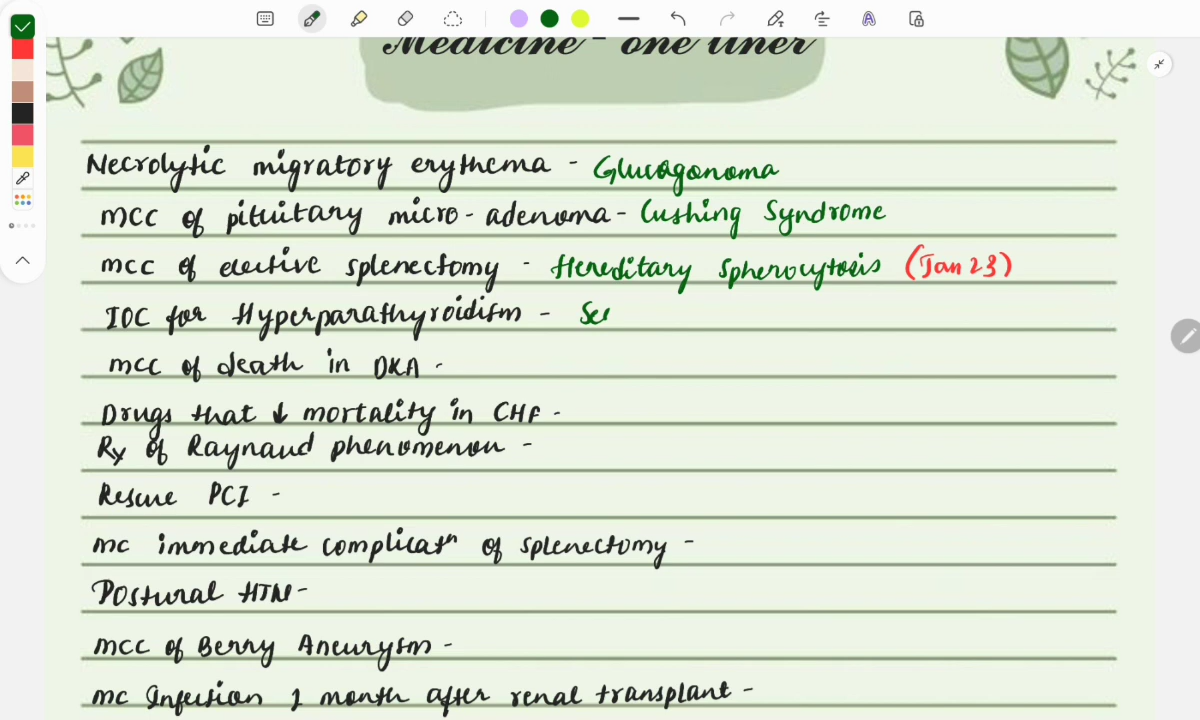 Medicine - one liner
Necrolytic migratory erythema - Glucagonoma
mcc of pituitary micro-adenoma - Cushing Syndrome
mcc of elective splenectomy - Hereditary Spherocytosis (Jan 23)
IOC for Hyperparathyroidism - Se
mcc of death in DKA -
Drugs that ↓ mortality in CHF -
Rx of Raynaud phenomenon -
Rescue PCI -
mc immediate complicatⁿ of splenectomy -
Postural HTN -
mcc of Berry Aneurysm -
mc Infection 1 month after renal transplant -